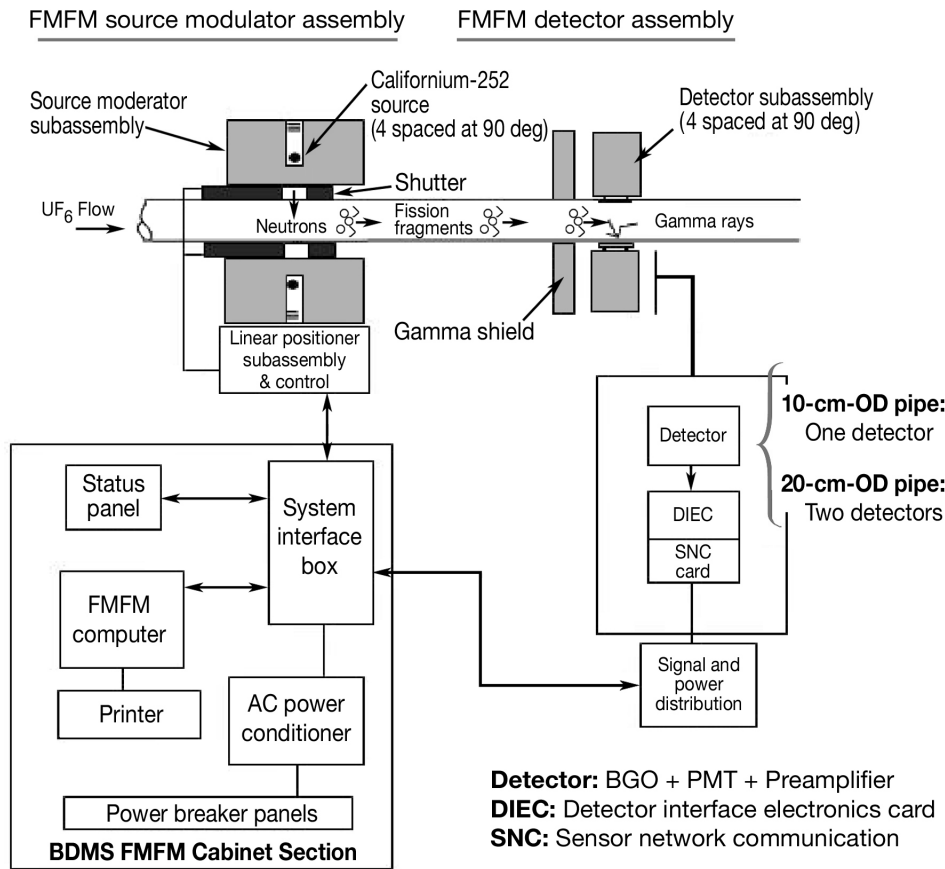 FMFM source modulator assembly
FMFM detector assembly
Californium-252
source
(4 spaced at 90 deg)
Source moderator
subassembly
Detector subassembly
(4 spaced at 90 deg)
Shutter
UF6 Flow
Neutrons
Fission
fragments
Gamma rays
Gamma shield
Linear positioner
subassembly
& control
10-cm-OD pipe:
One detector
20-cm-OD pipe:
Two detectors
Detector
DIEC
SNC
card
Status
panel
System
interface
box
FMFM
computer
Printer
AC power
conditioner
Signal and
power
distribution
Power breaker panels
BDMS FMFM Cabinet Section
Detector: BGO + PMT + Preamplifier
DIEC: Detector interface electronics card
SNC: Sensor network communication